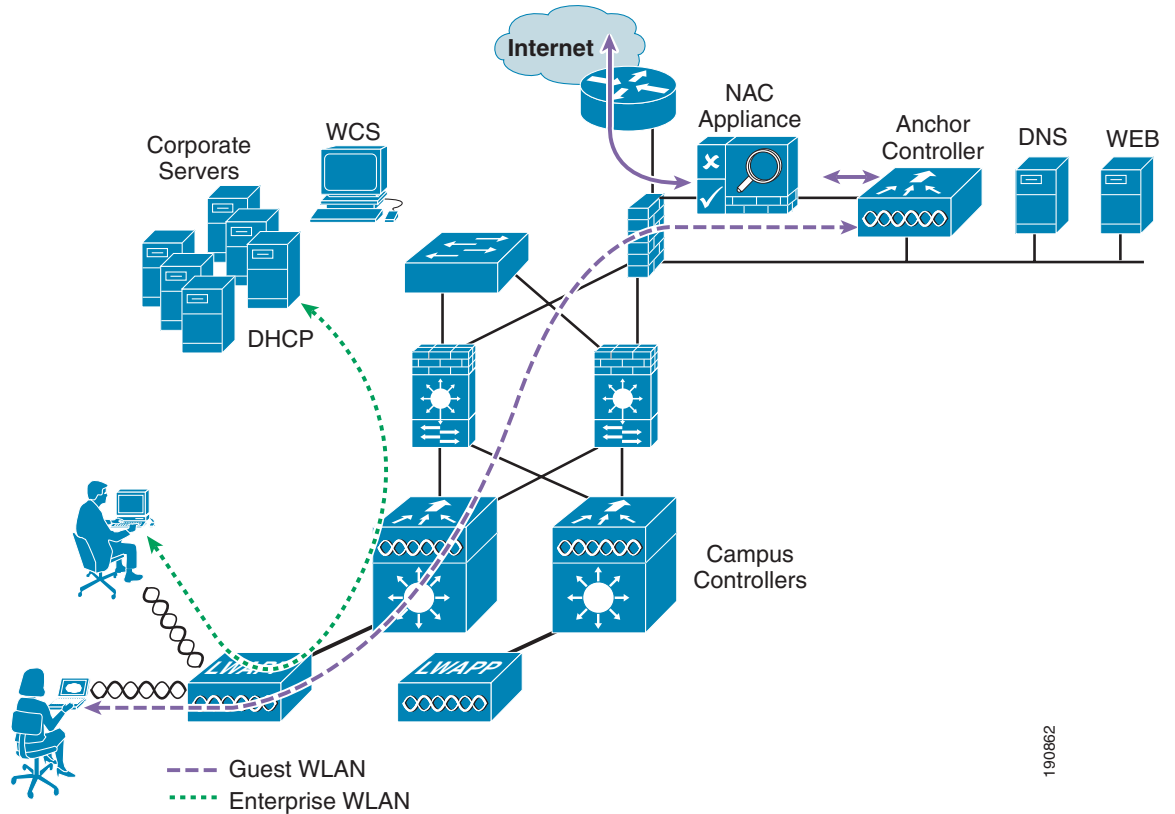 Internet
NAC
Appliance
Anchor
Controller
DNS
WEB
WCS
Corporate
Servers
DHCP
Campus
Controllers
LWAPP
LWAPP
Guest WLAN
Enterprise WLAN
190862